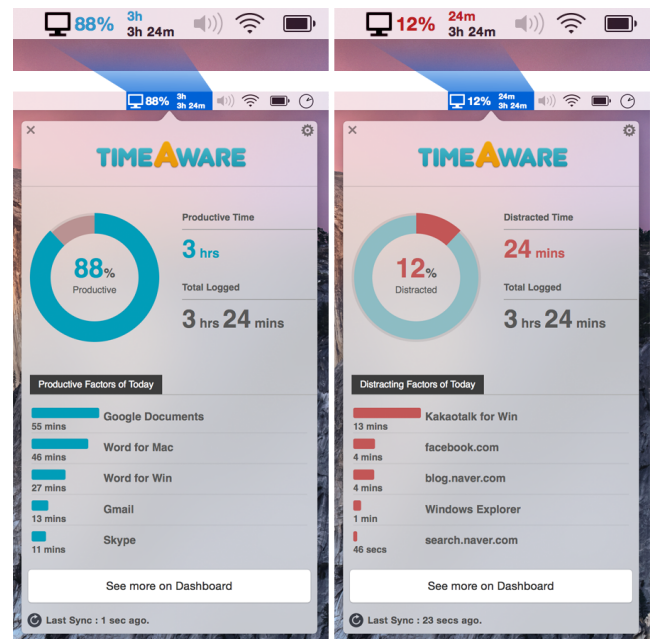 88%
3h
3h 24m
88%
3h
3h 24m
TIMEAWARE
Productive Time
3 hrs
88%
Productive
Total Logged
3 hrs 24 mins
Productive Factors of Today
Google Documents
55 mins
Word for Mac
46 mins
Word for Win
27 mins
Gmail
13 mins
Skype
11 mins
See more on Dashboard
Last Sync : 1 sec ago.
12%
24m
3h 24m
12%
24m
3h 24m
TIMEAWARE
Distracted Time
24 mins
12%
Distracted
Total Logged
3 hrs 24 mins
Distracting Factors of Today
Kakaotalk for Win
13 mins
facebook.com
4 mins
blog.naver.com
4 mins
Windows Explorer
1 min
search.naver.com
46 secs
See more on Dashboard
Last Sync : 23 secs ago.